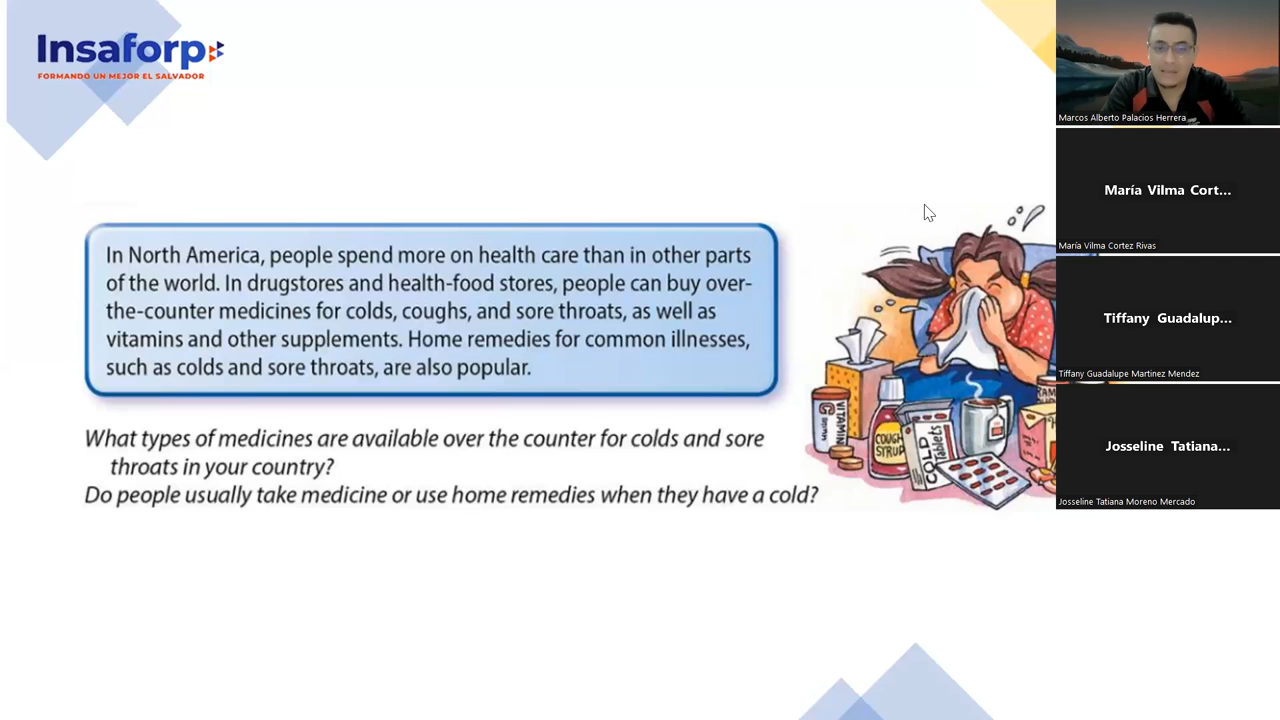 Insaforp
FORMANDO UN MEJOR EL SALVADOR
In North America, people spend more on health care than in other parts
of the world. In drugstores and health-food stores, people can buy over-
the-counter medicines for colds, coughs, and sore throats, as well as
vitamins and other supplements. Home remedies for common illnesses,
such as colds and sore throats, are also popular.
What types of medicines are available over the counter for colds and sore
throats in your country?
Do people usually take medicine or use home remedies when they have a cold?
VITAMIN
C
COUGH
SYRUP
COLD
Tablets
Marcos Alberto Palacios Herrera
María Vilma Cort...
María Vilma Cortez Rivas
Tiffany Guadalup...
Tiffany Guadalupe Martinez Mendez
Josseline Tatiana...
Josseline Tatiana Moreno Mercado